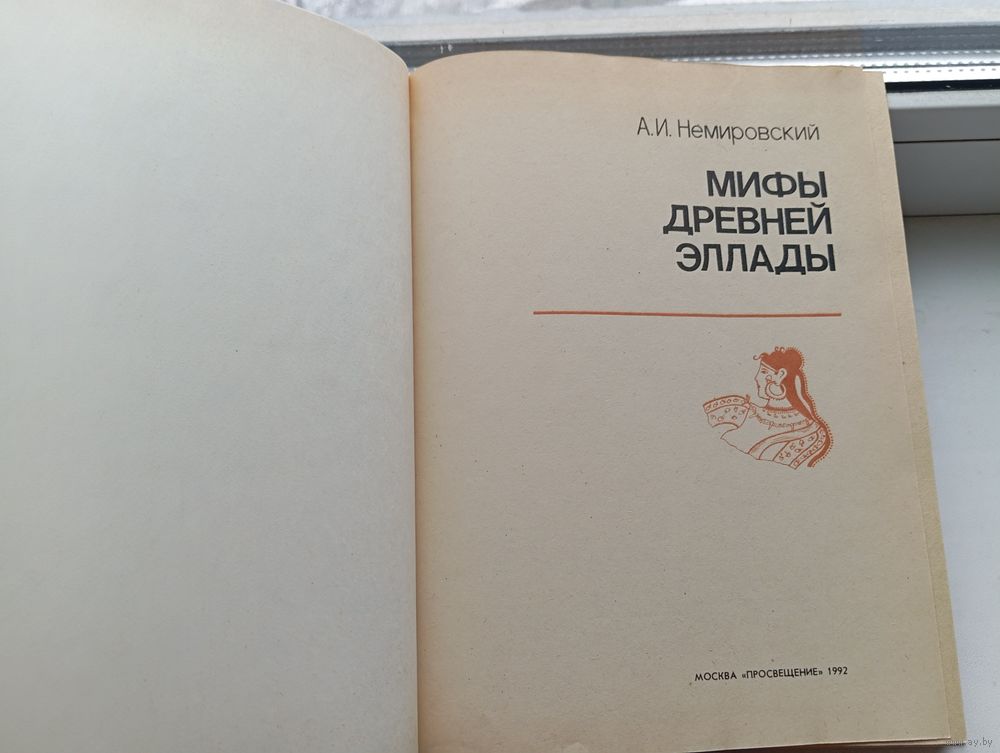 А.И. Немировский
МИФЫ
ДРЕВНЕЙ
ЭЛЛАДЫ
МОСКВА «ПРОСВЕЩЕНИЕ» 1992